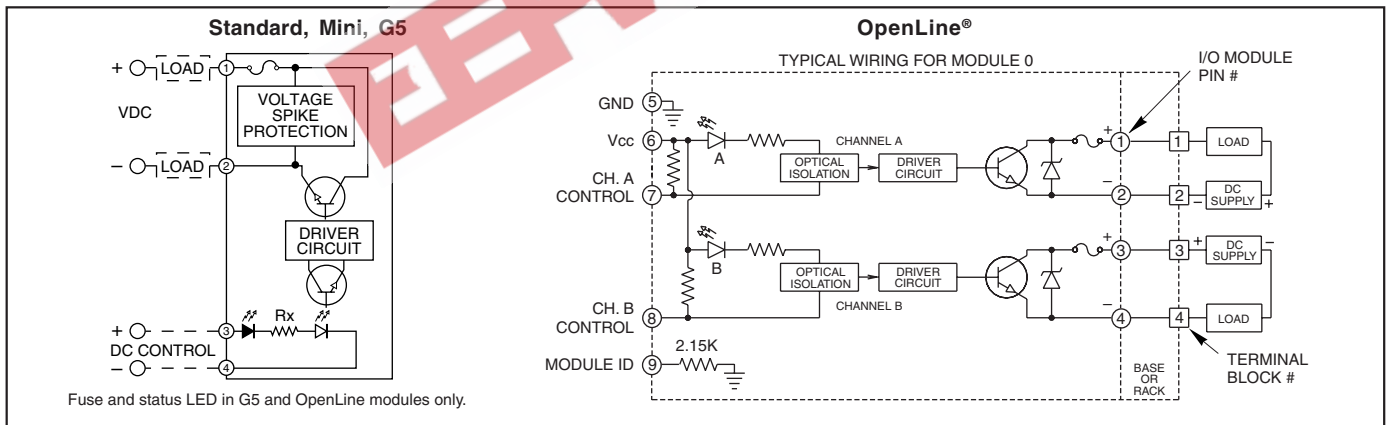 Standard, Mini, G5
+
LOAD
1
VDC
VOLTAGE
SPIKE
PROTECTION
–
LOAD
2
DRIVER
CIRCUIT
+
3
Rx
DC CONTROL
–
4
Fuse and status LED in G5 and OpenLine modules only.
OpenLine®
TYPICAL WIRING FOR MODULE 0
I/O MODULE
PIN #
GND
5
Vcc
6
A
CHANNEL A
OPTICAL
ISOLATION
DRIVER
CIRCUIT
+
1
1
LOAD
CH. A
CONTROL
7
–
2
2
–
DC
SUPPLY
+
B
OPTICAL
ISOLATION
DRIVER
CIRCUIT
CHANNEL B
+
3
3
+
DC
SUPPLY
–
CH. B
CONTROL
8
–
4
4
LOAD
MODULE ID
9
2.15K
BASE
OR
RACK
TERMINAL
BLOCK #